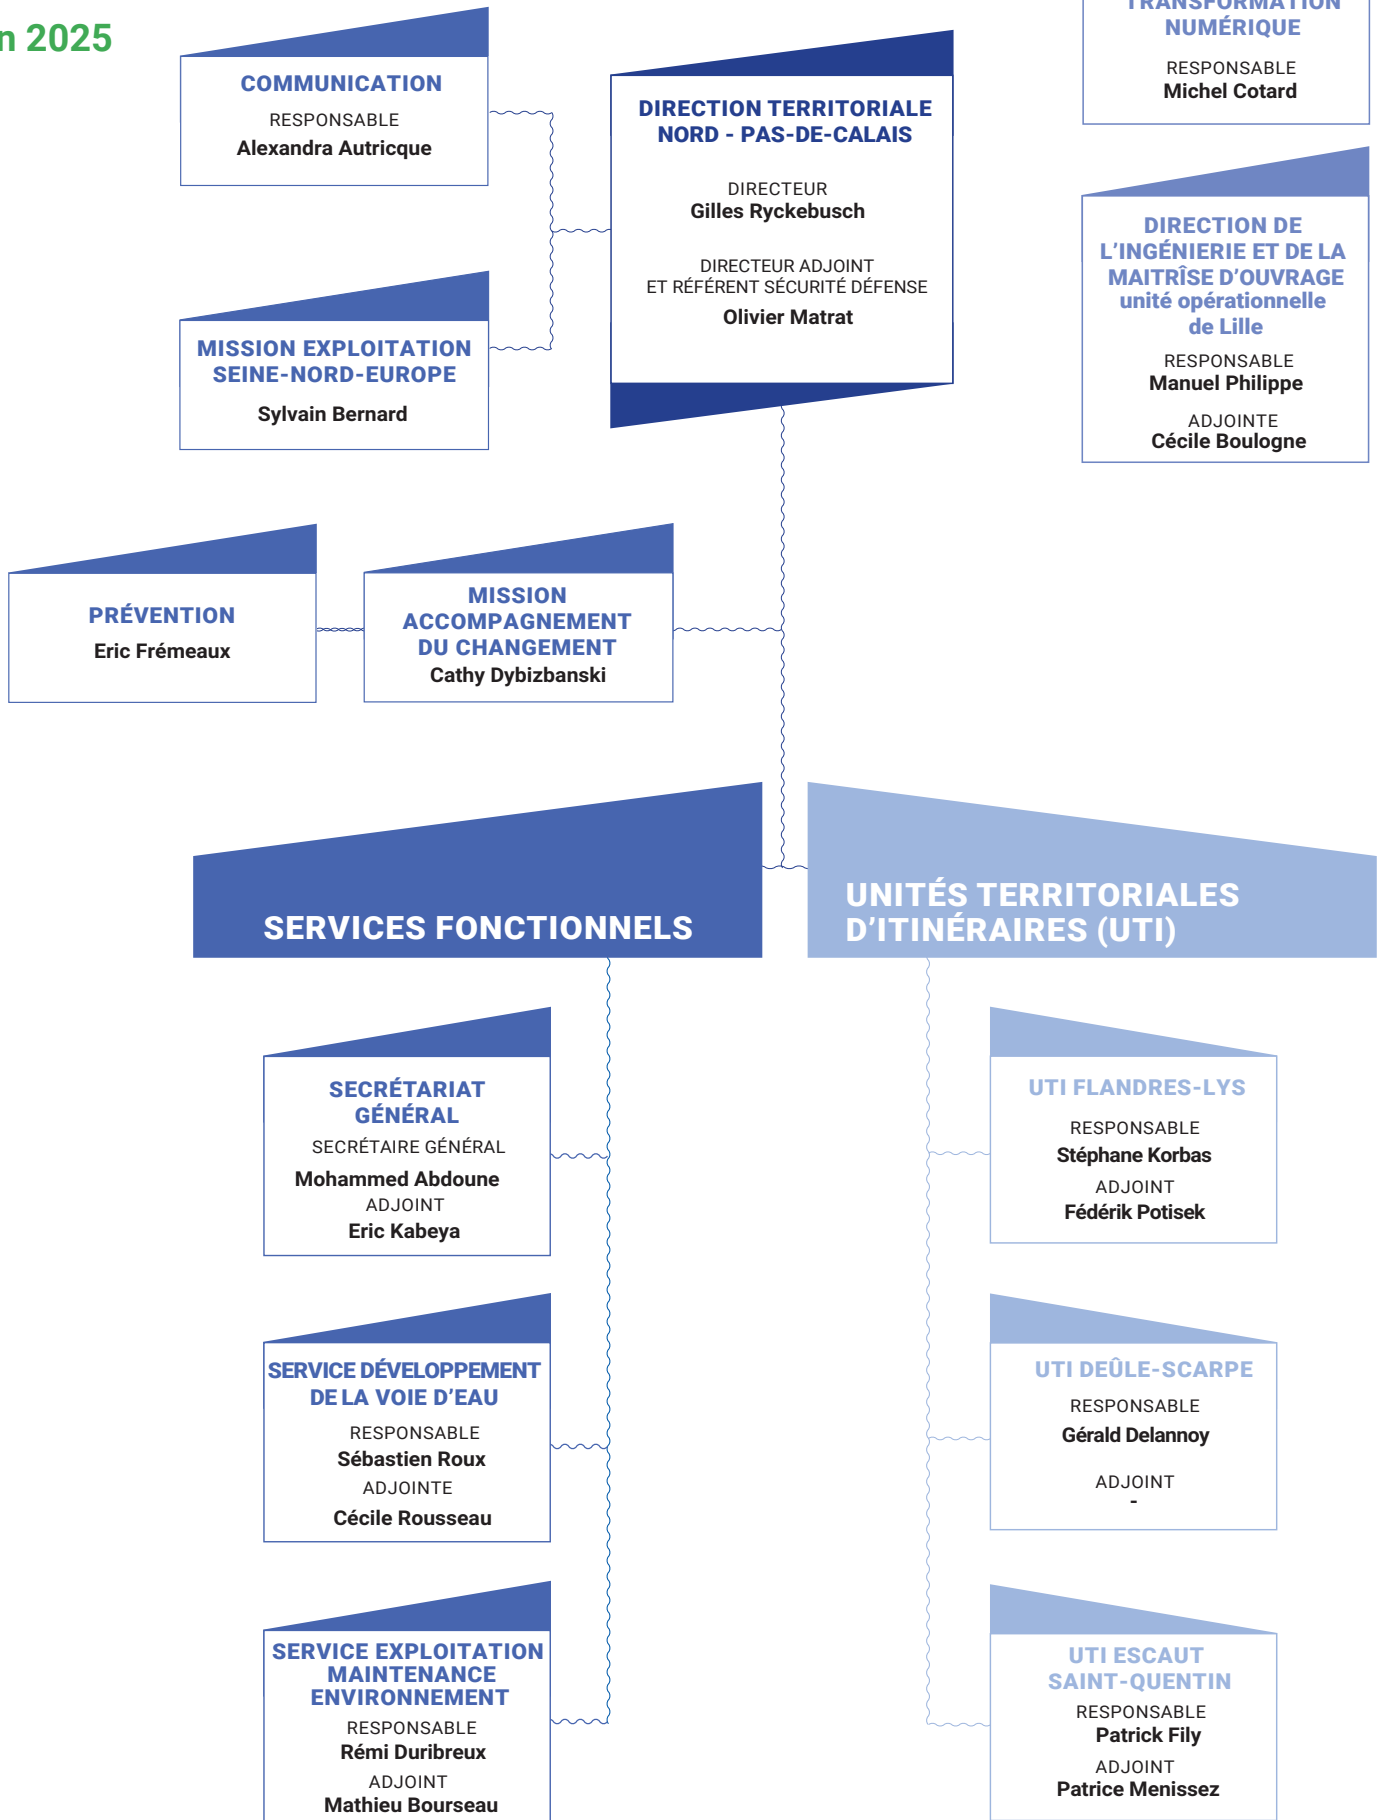 n 2025
COMMUNICATION
RESPONSABLE
Alexandra Autricque
DIRECTION TERRITORIALE
NORD - PAS-DE-CALAIS
DIRECTEUR
Gilles Ryckebusch
DIRECTEUR ADJOINT
ET RÉFÉRENT SÉCURITÉ DÉFENSE
Olivier Matrat
TRANSFORMATION
NUMÉRIQUE
RESPONSABLE
Michel Cotard
DIRECTION DE
L'INGÉNIERIE ET DE LA
MAITRÎSE D'OUVRAGE
unité opérationnelle
de Lille
RESPONSABLE
Manuel Philippe
ADJOINTE
Cécile Boulogne
MISSION EXPLOITATION
SEINE-NORD-EUROPE
Sylvain Bernard
PRÉVENTION
Eric Frémeaux
MISSION
ACCOMPAGNEMENT
DU CHANGEMENT
Cathy Dybizbanski
SERVICES FONCTIONNELS
UNITÉS TERRITORIALES
D'ITINÉRAIRES (UTI)
SECRÉTARIAT
GÉNÉRAL
SECRÉTAIRE GÉNÉRAL
Mohammed Abdoune
ADJOINT
Eric Kabeya
SERVICE DÉVELOPPEMENT
DE LA VOIE D'EAU
RESPONSABLE
Sébastien Roux
ADJOINTE
Cécile Rousseau
SERVICE EXPLOITATION
MAINTENANCE
ENVIRONNEMENT
RESPONSABLE
Rémi Duribreux
ADJOINT
Mathieu Bourseau
UTI FLANDRES-LYS
RESPONSABLE
Stéphane Korbas
ADJOINT
Fédérik Potisek
UTI DEÛLE-SCARPE
RESPONSABLE
Gérald Delannoy
ADJOINT
-
UTI ESCAUT
SAINT-QUENTIN
RESPONSABLE
Patrick Fily
ADJOINT
Patrice Menissez